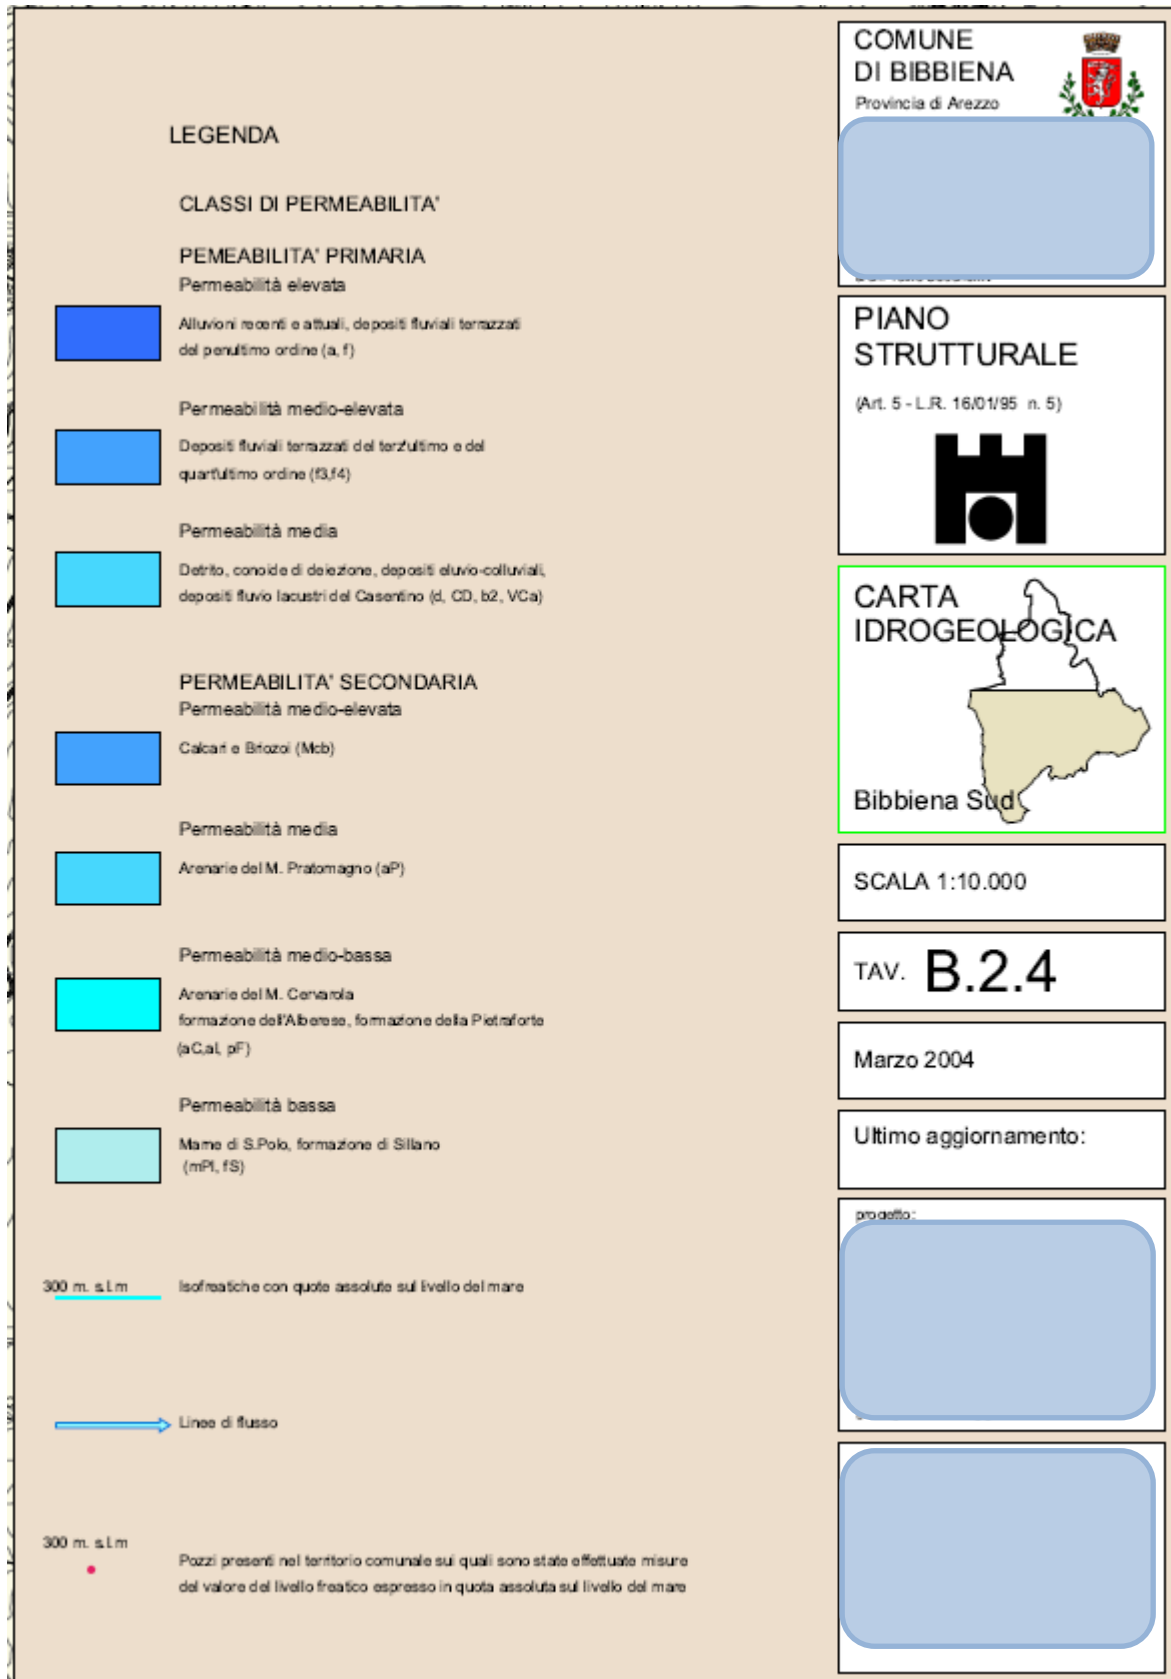 LEGENDA
CLASSI DI PERMEABILITA'
PEMEABILITA' PRIMARIA
Permeabilità elevata
Alluvioni recenti e attuali, depositi fluviali terrazzati
del penultimo ordine (a, f)
Permeabilità medio-elevata
Depositi fluviali terrazzati del terz'ultimo e del
quart'ultimo ordine (f3,f4)
Permeabilità media
Detrito, conoide di deiezione, depositi eluvio-colluviali,
depositi fluvio lacustri del Casentino (d, CD, b2, VCa)
PERMEABILITA' SECONDARIA
Permeabilità medio-elevata
Calcari e Briozoi (Mcb)
Permeabilità media
Arenarie del M. Pratomagno (aP)
Permeabilità medio-bassa
Arenarie del M. Cervarola
formazione dell'Alberese, formazione della Pietraforte
(aC,al, pF)
Permeabilità bassa
Marne di S.Polo, formazione di Sillano
(mPl, fS)
300 m. s.l.m
Isofreatiche con quote assolute sul livello del mare
Linee di flusso
300 m. s.l.m
Pozzi presenti nel territorio comunale sui quali sono state effettuate misure
del valore del livello freatico espresso in quota assoluta sul livello del mare
COMUNE
DI BIBBIENA
Provincia di Arezzo
PIANO
STRUTTURALE
(Art. 5 - L.R. 16/01/95 n. 5)
CARTA
IDROGEOLOGICA
Bibbiena Sud
SCALA 1:10.000
TAV. B.2.4
Marzo 2004
Ultimo aggiornamento:
progetto: